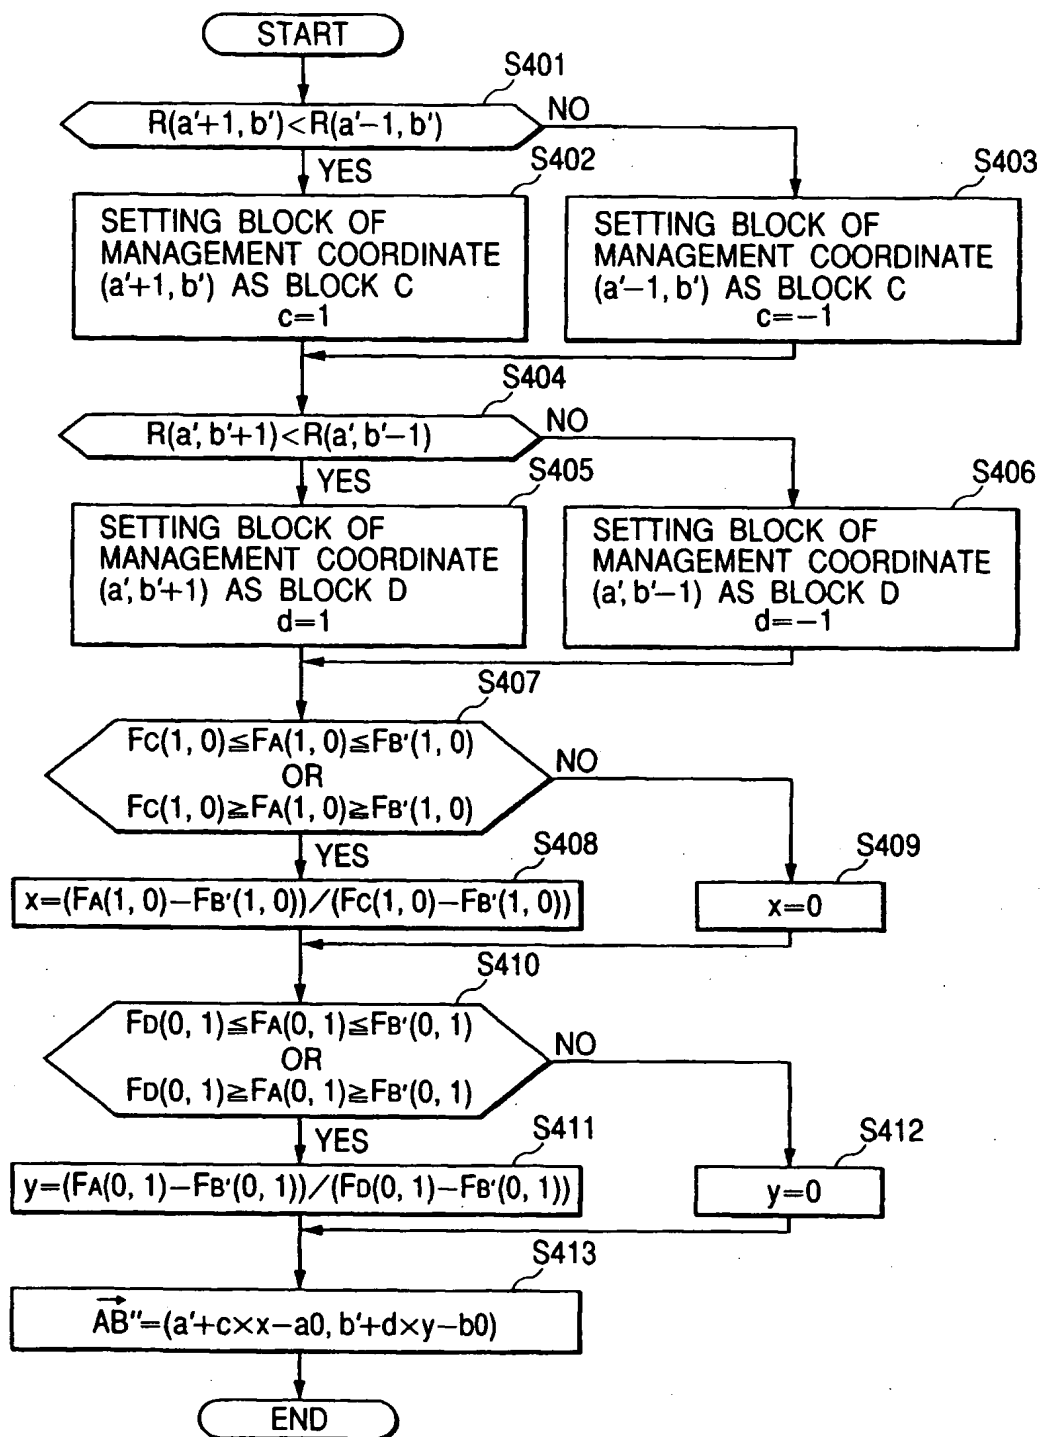 START
S401
R(a'+1, b')<R(a'−1, b')
NO
YES
S402
S403
SETTING BLOCK OF
MANAGEMENT COORDINATE
(a'+1, b') AS BLOCK C
c=1
SETTING BLOCK OF
MANAGEMENT COORDINATE
(a'−1, b') AS BLOCK C
c=−1
S404
R(a', b'+1)<R(a', b'−1)
NO
YES
S405
S406
SETTING BLOCK OF
MANAGEMENT COORDINATE
(a', b'+1) AS BLOCK D
d=1
SETTING BLOCK OF
MANAGEMENT COORDINATE
(a', b'−1) AS BLOCK D
d=−1
S407
FC(1, 0)≦FA(1, 0)≦FB'(1, 0)
OR
FC(1, 0)≧FA(1, 0)≧FB'(1, 0)
NO
YES
S408
S409
x=(FA(1, 0)−FB'(1, 0))/(FC(1, 0)−FB'(1, 0))
x=0
S410
FD(0, 1)≦FA(0, 1)≦FB'(0, 1)
OR
FD(0, 1)≧FA(0, 1)≧FB'(0, 1)
NO
YES
S411
S412
y=(FA(0, 1)−FB'(0, 1))/(FD(0, 1)−FB'(0, 1))
y=0
S413
AB"=(a'+c×x−a0, b'+d×y−b0)
END